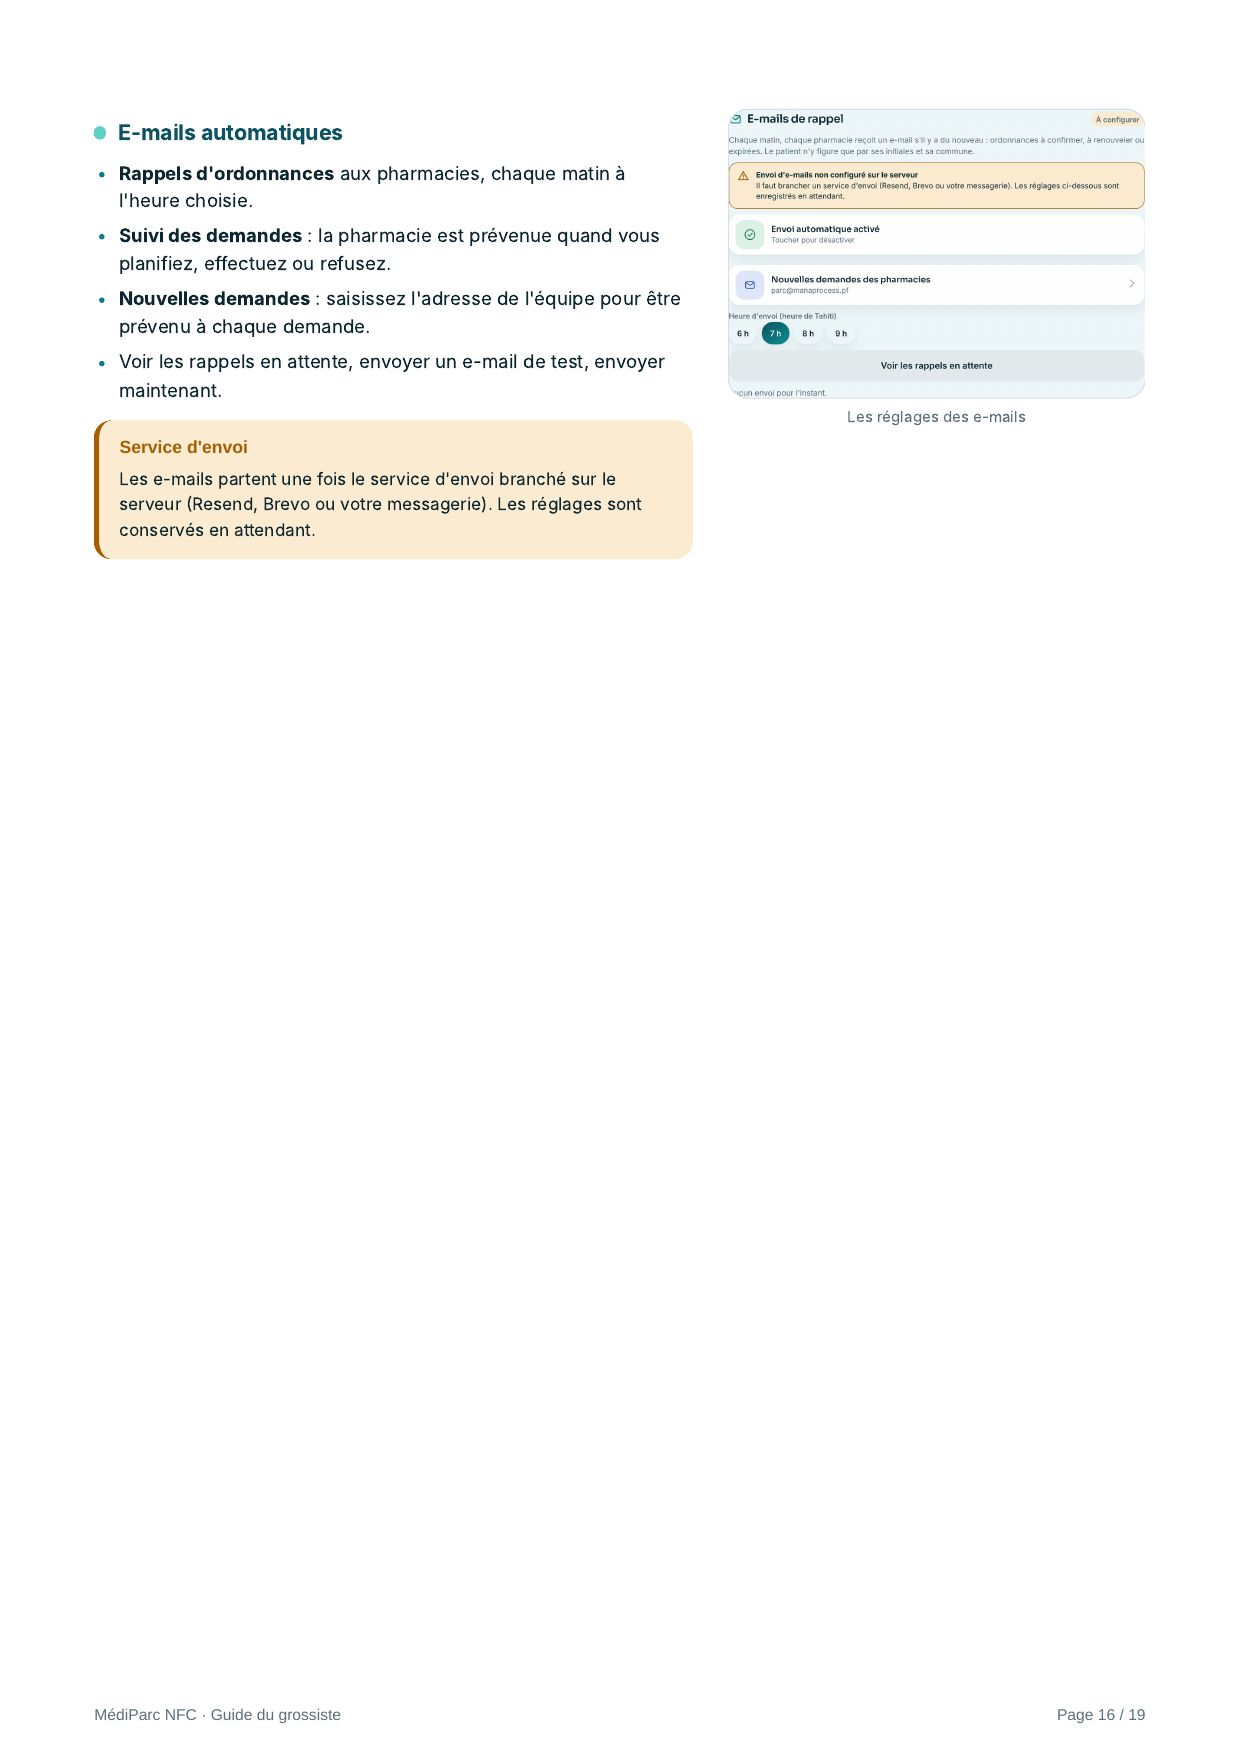 E-mails automatiques
• Rappels d'ordonnances aux pharmacies, chaque matin à
l'heure choisie.
• Suivi des demandes : la pharmacie est prévenue quand vous
planifiez, effectuez ou refusez.
• Nouvelles demandes : saisissez l'adresse de l'équipe pour être
prévenu à chaque demande.
• Voir les rappels en attente, envoyer un e-mail de test, envoyer
maintenant.
Service d'envoi
Les e-mails partent une fois le service d'envoi branché sur le
serveur (Resend, Brevo ou votre messagerie). Les réglages sont
conservés en attendant.
E-mails de rappel
À configurer
Chaque matin, chaque pharmacie reçoit un e-mail s'il y a du nouveau : ordonnances à confirmer, à renouveler ou
expirées. Le patient n'y figure que par ses initiales et sa commune.
Envoi d'e-mails non configuré sur le serveur
Il faut brancher un service d'envoi (Resend, Brevo ou votre messagerie). Les réglages ci-dessous sont
enregistrés en attendant.
Envoi automatique activé
Toucher pour désactiver
Nouvelles demandes des pharmacies
parc@manaprocess.pf
Heure d'envoi (heure de Tahiti)
6 h 7 h 8 h 9 h
Voir les rappels en attente
ucun envoi pour l'instant.
Les réglages des e-mails
MédiParc NFC · Guide du grossiste
Page 16 / 19